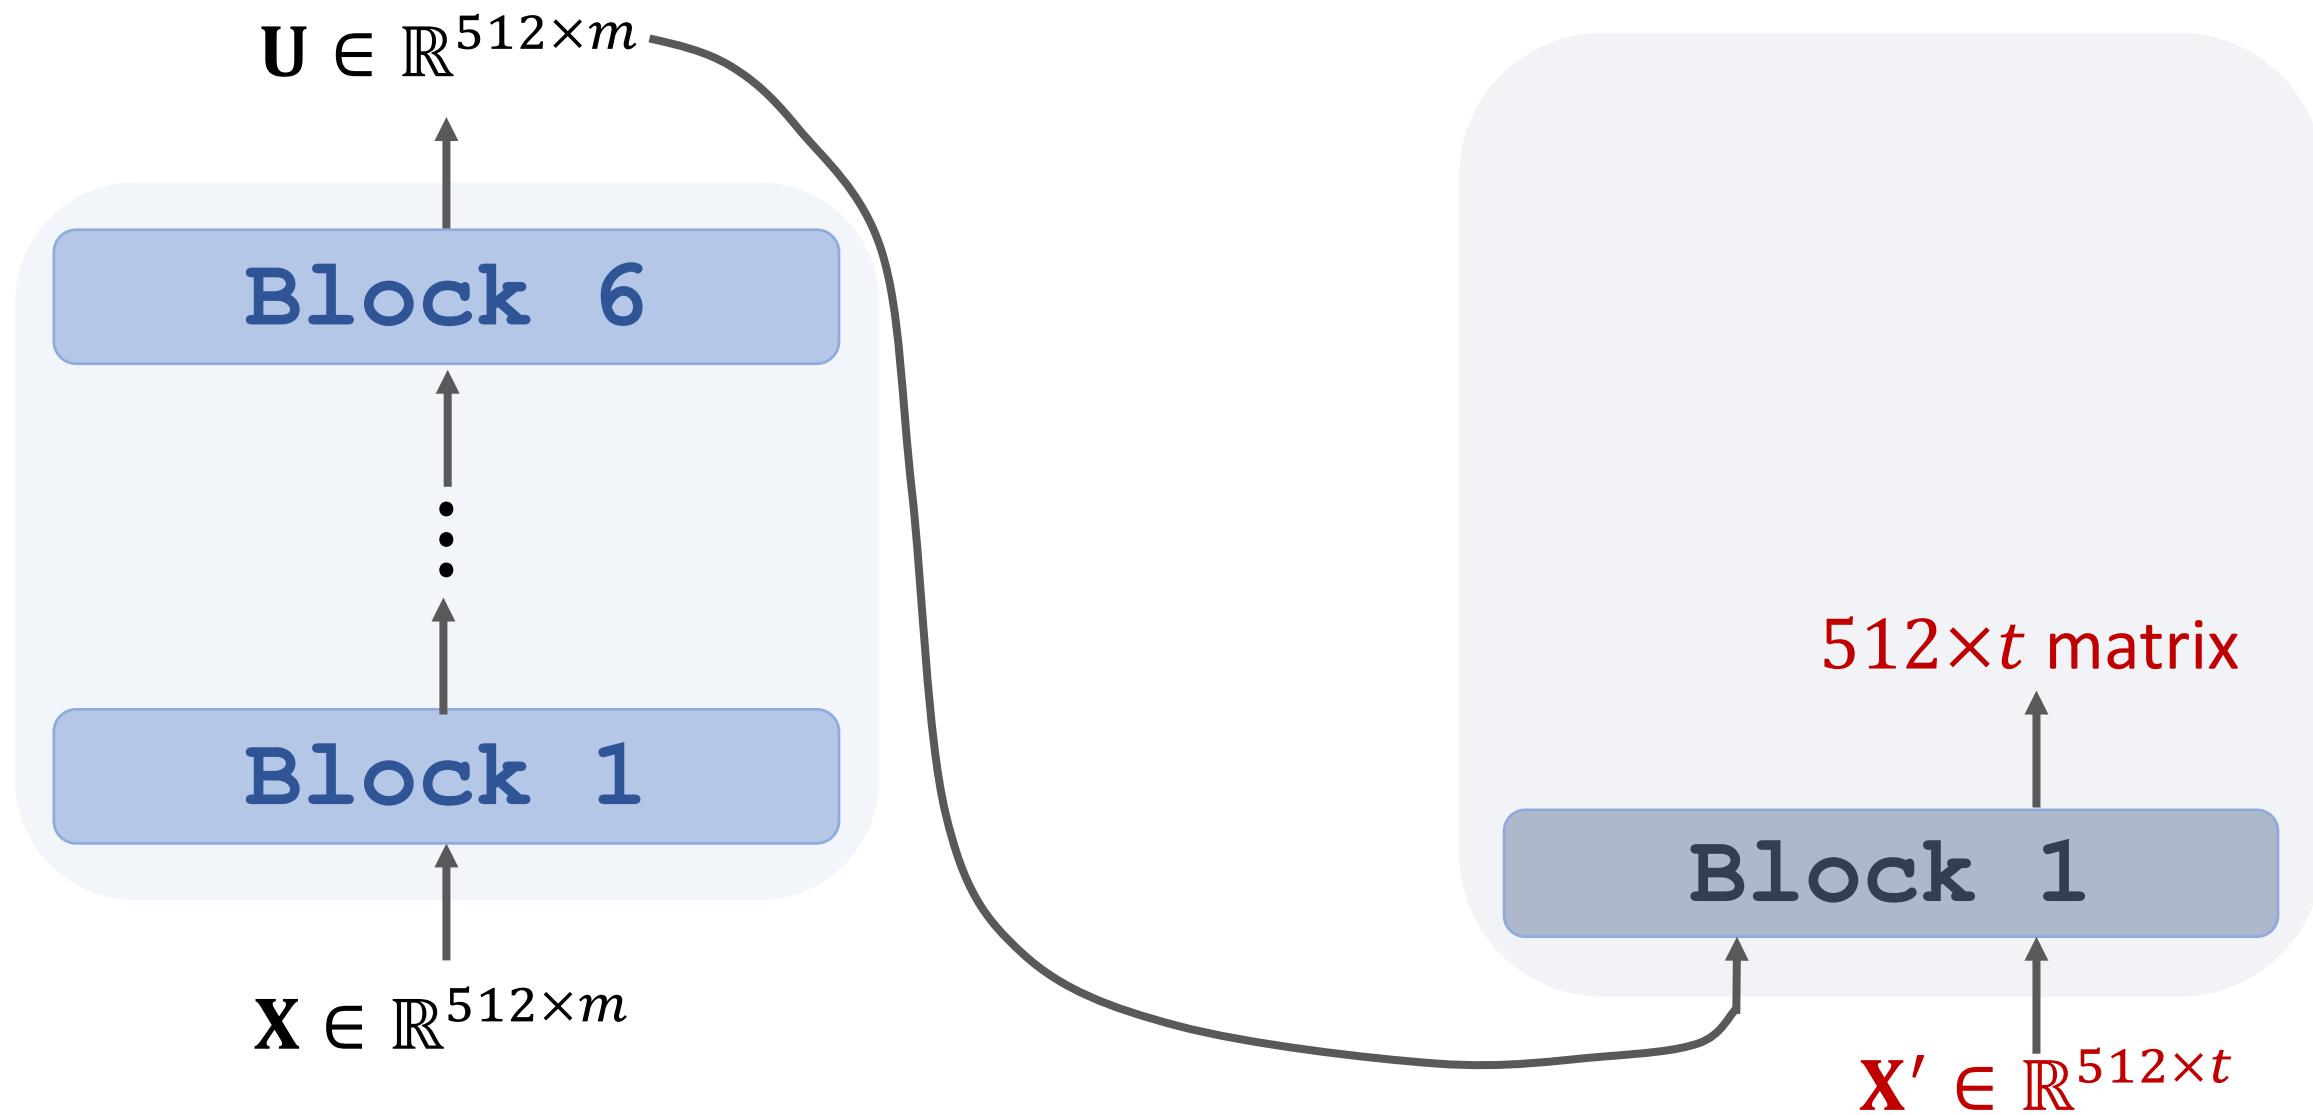 𝐔 ∈ ℝ^{512×m}
Block 6
Block 1
𝐗 ∈ ℝ^{512×m}
512×t matrix
Block 1
𝐗′ ∈ ℝ^{512×t}